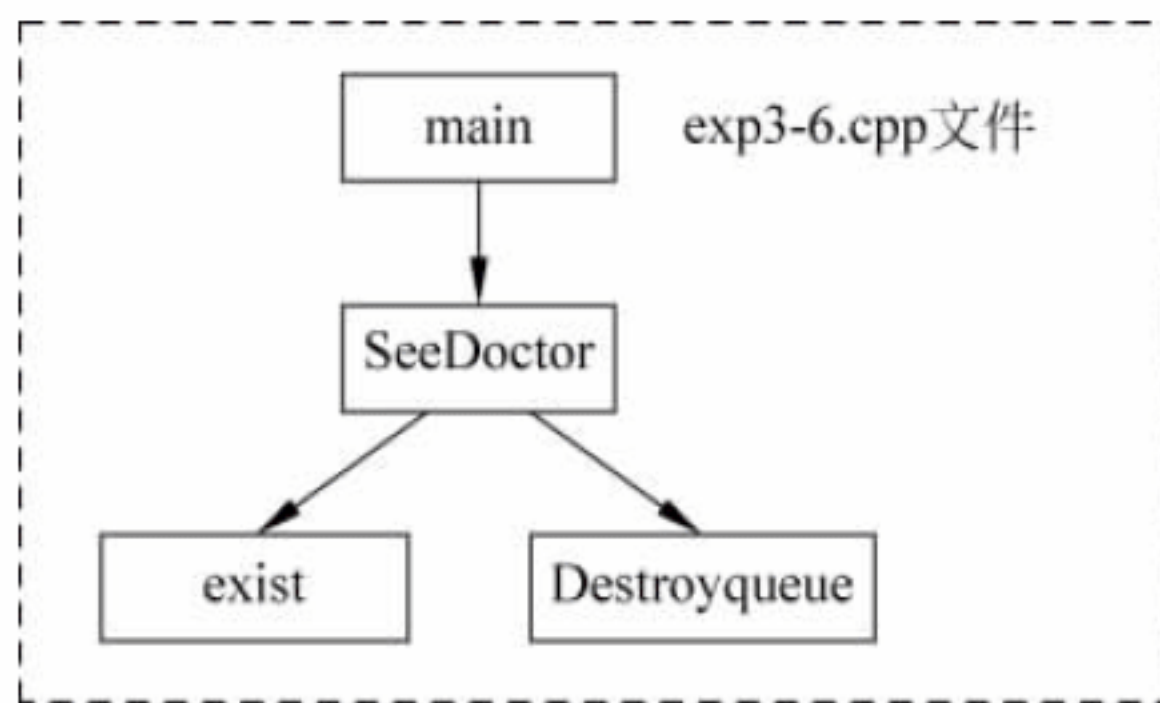 main
exp3-6.cpp文件
SeeDoctor
exist
Destroyqueue